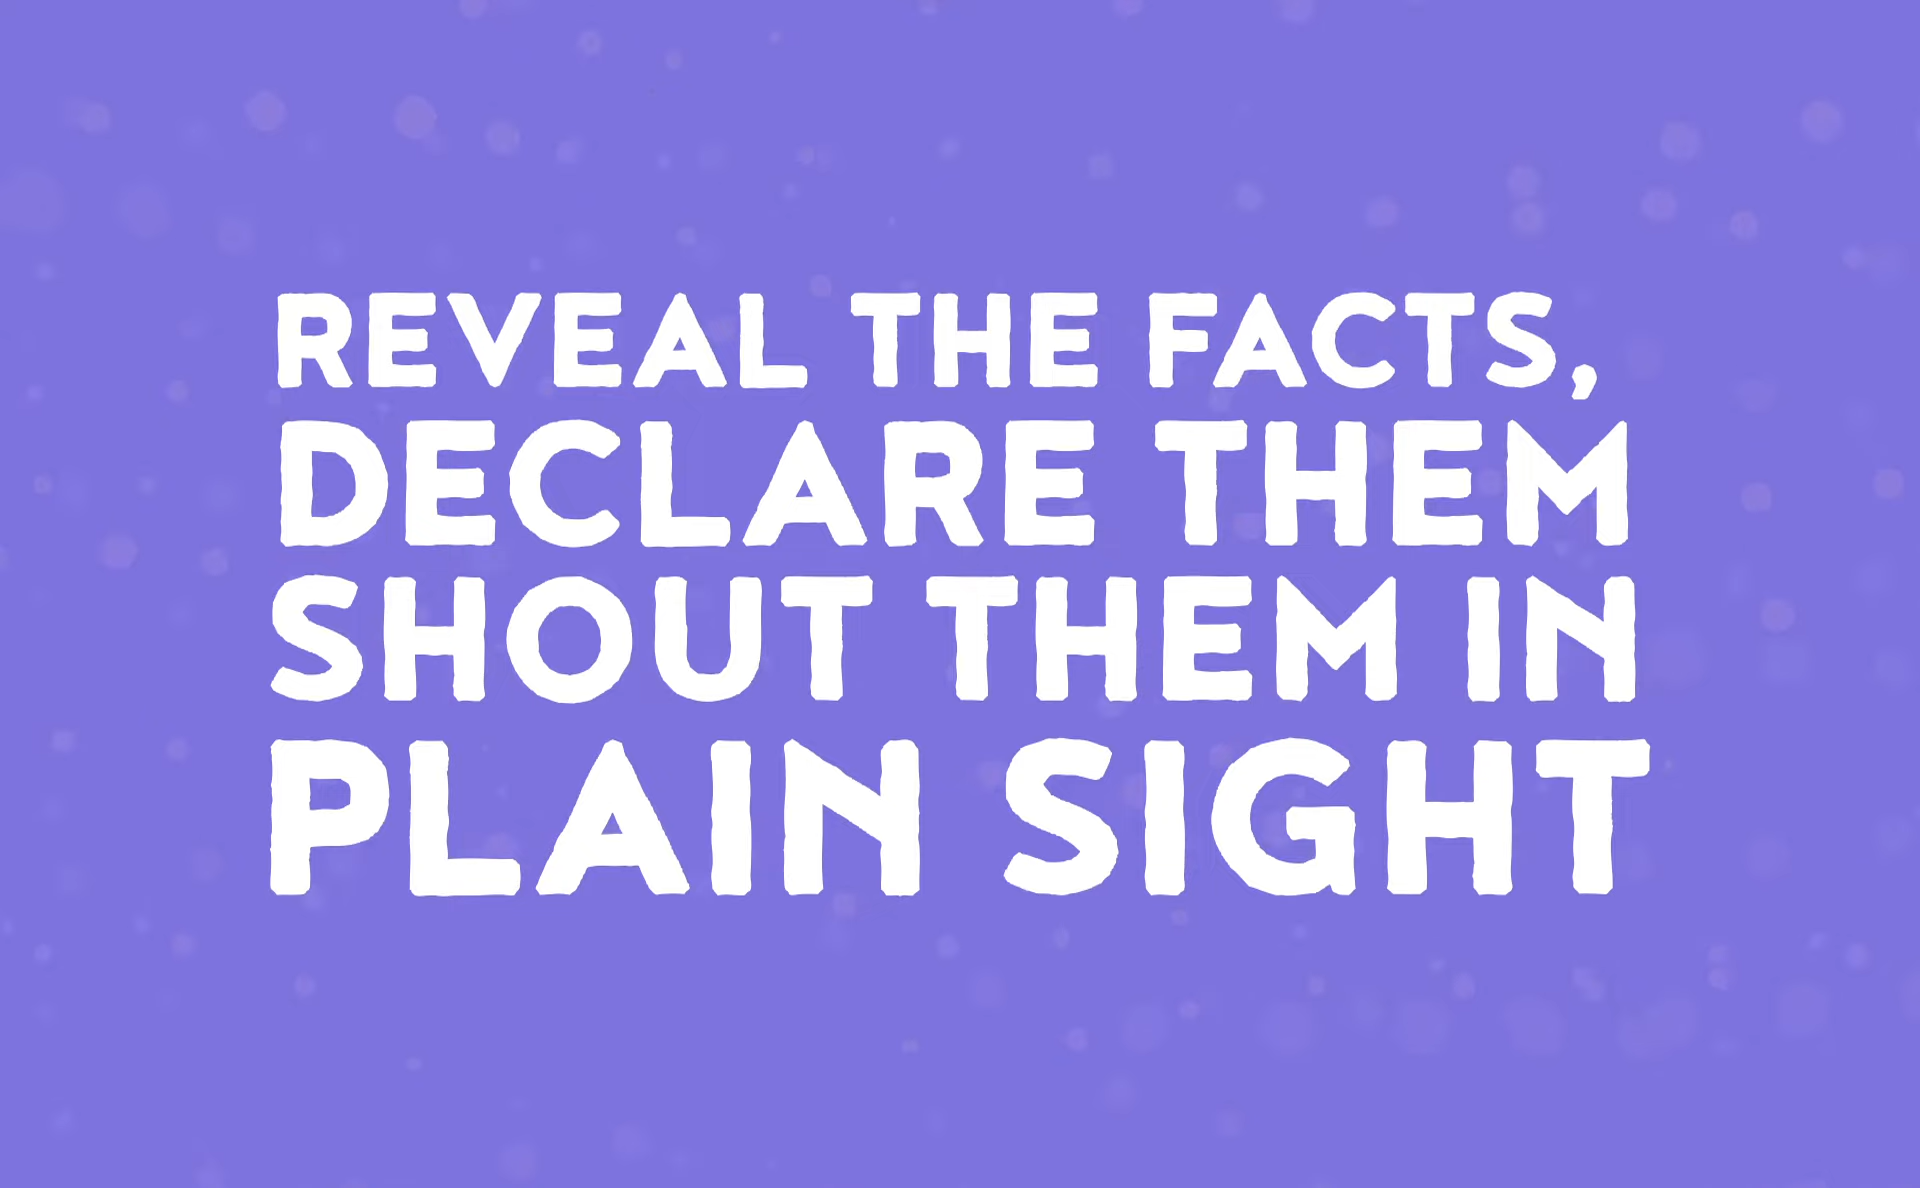 REVEAL THE FACTS,
DECLARE THEM
SHOUT THEM IN
PLAIN SIGHT